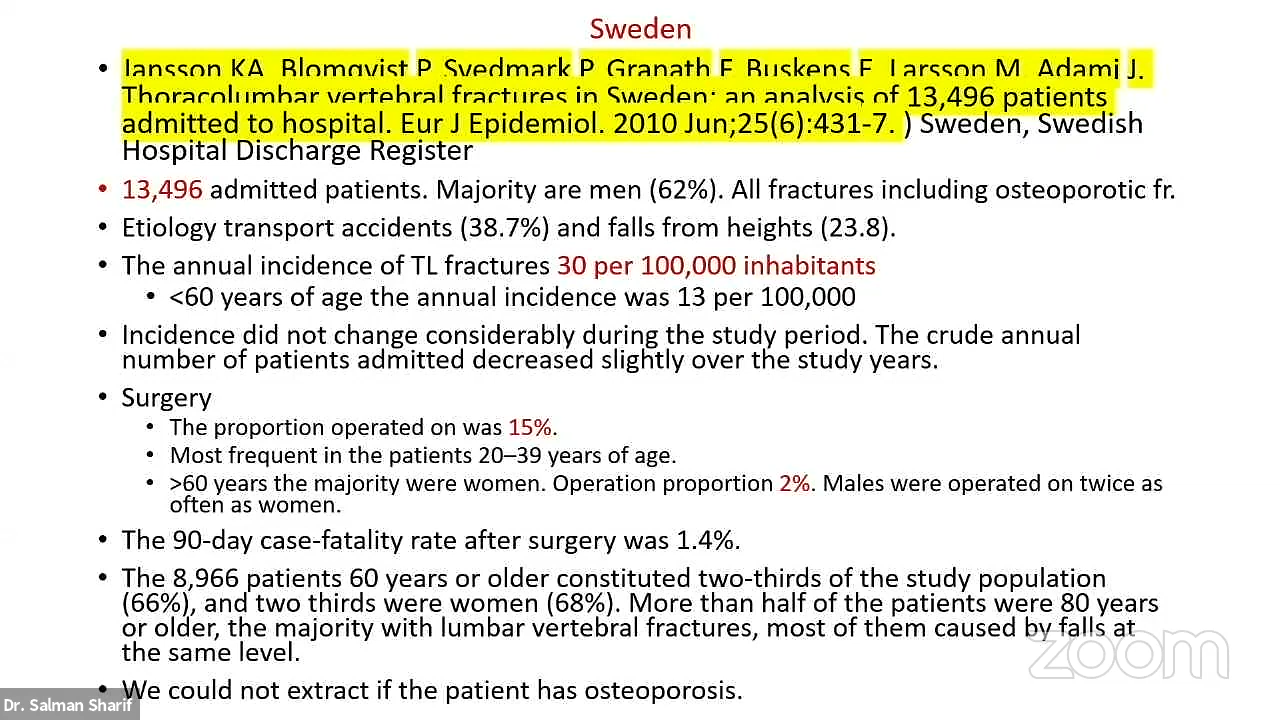 Sweden
• Jansson KA, Blomqvist P, Svedmark P, Granath F, Buskens E, Larsson M, Adami J.
Thoracolumbar vertebral fractures in Sweden: an analysis of 13,496 patients
admitted to hospital. Eur J Epidemiol. 2010 Jun;25(6):431-7. ) Sweden, Swedish
Hospital Discharge Register
• 13,496 admitted patients. Majority are men (62%). All fractures including osteoporotic fr.
• Etiology transport accidents (38.7%) and falls from heights (23.8).
• The annual incidence of TL fractures 30 per 100,000 inhabitants
• <60 years of age the annual incidence was 13 per 100,000
• Incidence did not change considerably during the study period. The crude annual
number of patients admitted decreased slightly over the study years.
• Surgery
• The proportion operated on was 15%.
• Most frequent in the patients 20–39 years of age.
• >60 years the majority were women. Operation proportion 2%. Males were operated on twice as
often as women.
• The 90-day case-fatality rate after surgery was 1.4%.
• The 8,966 patients 60 years or older constituted two-thirds of the study population
(66%), and two thirds were women (68%). More than half of the patients were 80 years
or older, the majority with lumbar vertebral fractures, most of them caused by falls at
the same level.
zoom
• We could not extract if the patient has osteoporosis.
Dr. Salman Sharif